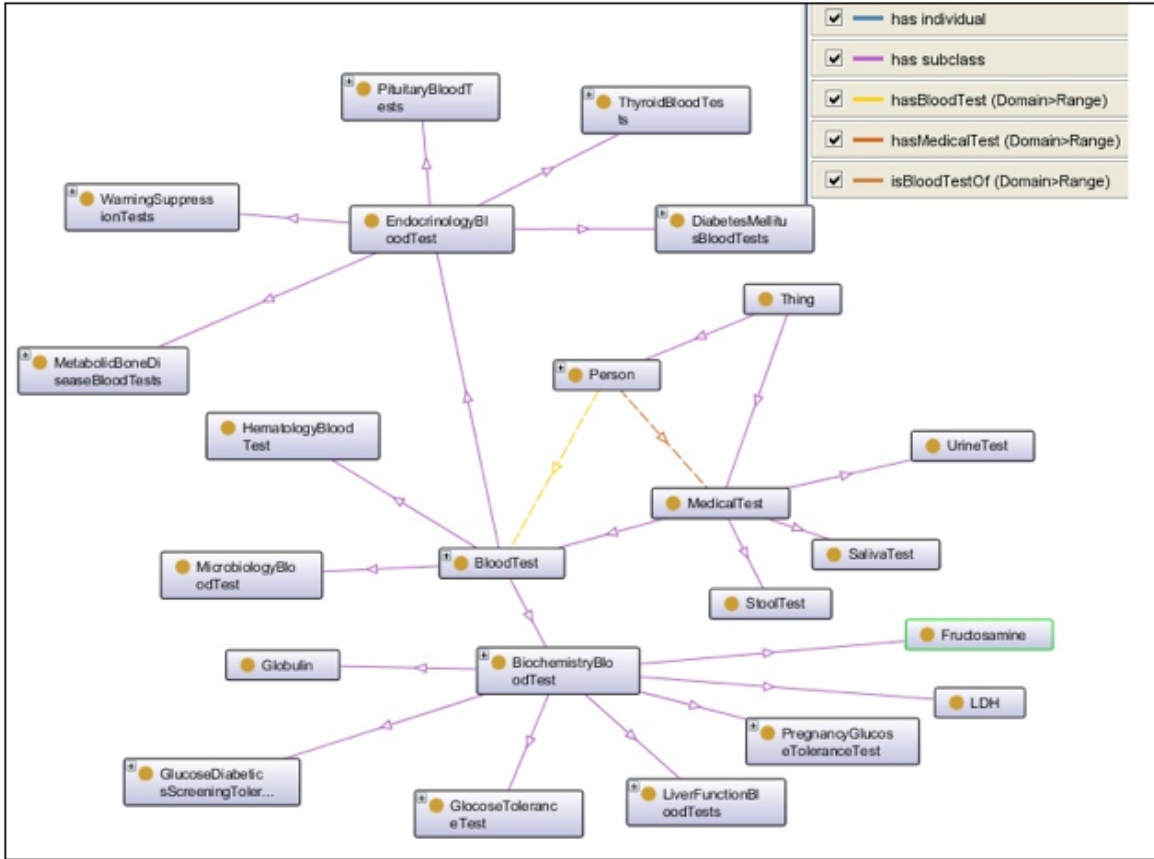 has individual
has subclass
hasBloodTest (Domain>Range)
hasMedicalTest (Domain>Range)
isBloodTestOf (Domain>Range)
PituitaryBloodT
ests
ThyroidBloodTes
ts
WarningSuppress
ionTests
EndocrinologyBl
oodTest
DiabetesMellitu
sBloodTests
Thing
MetabolicBoneDi
seaseBloodTests
Person
HematologyBlood
Test
UrineTest
MedicalTest
SalivaTest
BloodTest
MicrobiologyBlo
odTest
StoolTest
Fructosamine
Globulin
BiochemistryBlo
odTest
LDH
PregnancyGlucos
eToleranceTest
GlucoseDiabetic
sScreeningToler...
GlocoseToleranc
eTest
LiverFunctionBl
oodTests